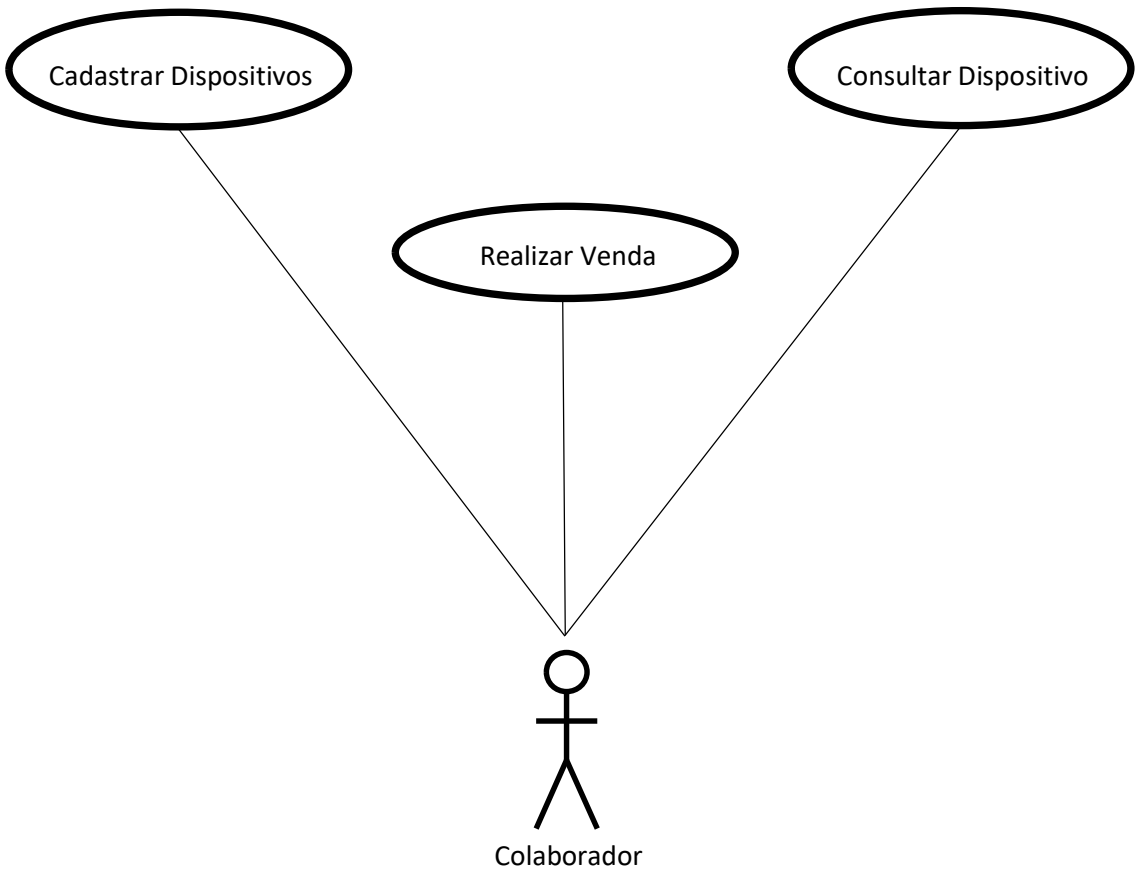 Cadastrar Dispositivos
Consultar Dispositivo
Realizar Venda
Colaborador